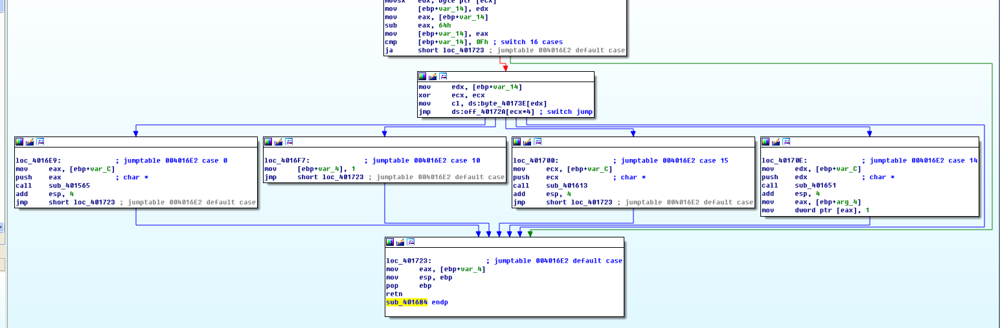 movsx edx, byte ptr [ecx]
mov [ebp+var_14], edx
mov eax, [ebp+var_14]
sub eax, 64h
mov [ebp+var_14], eax
cmp [ebp+var_14], 0Fh ; switch 16 cases
ja short loc_401723 ; jumptable 004016E2 default case
mov edx, [ebp+var_14]
xor ecx, ecx
mov cl, ds:byte_40173E[edx]
jmp ds:off_40172A[ecx*4] ; switch jump
loc_4016E9: ; jumptable 004016E2 case 0
mov eax, [ebp+var_C]
push eax ; char *
call sub_401565
add esp, 4
jmp short loc_401723 ; jumptable 004016E2 default case
loc_4016F7: ; jumptable 004016E2 case 10
mov [ebp+var_4], 1
jmp short loc_401723 ; jumptable 004016E2 default case
loc_401700: ; jumptable 004016E2 case 15
mov ecx, [ebp+var_C]
push ecx ; char *
call sub_401613
add esp, 4
jmp short loc_401723 ; jumptable 004016E2 default case
loc_40170E: ; jumptable 004016E2 case 14
mov edx, [ebp+var_C]
push edx ; char *
call sub_401651
add esp, 4
mov eax, [ebp+arg_4]
mov dword ptr [eax], 1
loc_401723: ; jumptable 004016E2 default case
mov eax, [ebp+var_4]
mov esp, ebp
pop ebp
retn
sub_401684 endp